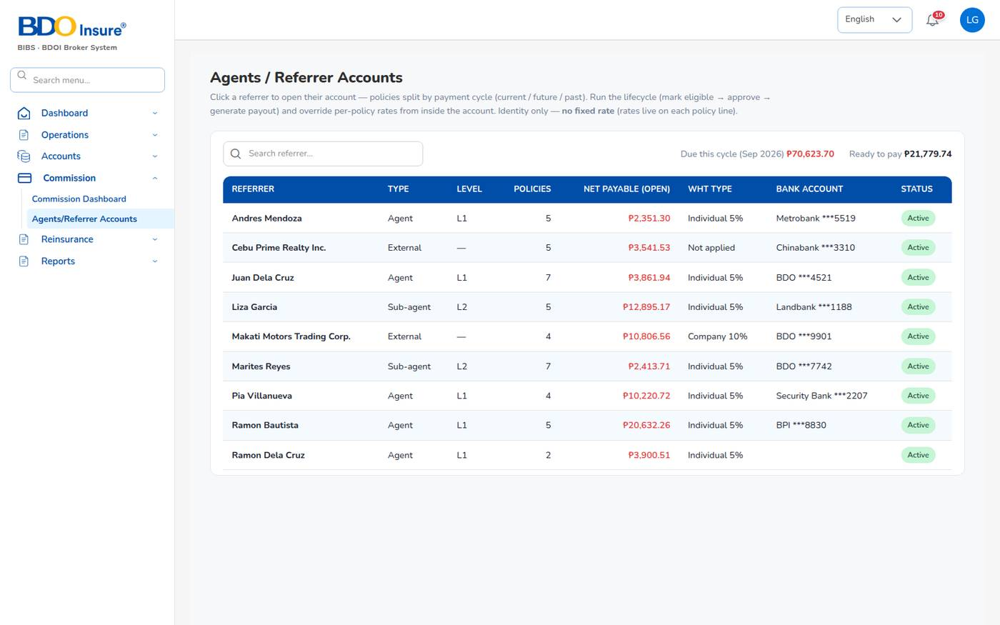 BDO Insure®
BIBS · BDOI Broker System
English
10
LG
Search menu...
Dashboard
Operations
Accounts
Commission
Commission Dashboard
Agents/Referrer Accounts
Reinsurance
Reports
Agents / Referrer Accounts
Click a referrer to open their account — policies split by payment cycle (current / future / past). Run the lifecycle (mark eligible → approve →
generate payout) and override per-policy rates from inside the account. Identity only — no fixed rate (rates live on each policy line).
Search referrer...
Due this cycle (Sep 2026) ₱70,623.70 Ready to pay ₱21,779.74
REFERRER TYPE LEVEL POLICIES NET PAYABLE (OPEN) WHT TYPE BANK ACCOUNT STATUS
Andres Mendoza Agent L1 5 ₱2,351.30 Individual 5% Metrobank ***5519 Active
Cebu Prime Realty Inc. External — 5 ₱3,541.53 Not applied Chinabank ***3310 Active
Juan Dela Cruz Agent L1 7 ₱3,861.94 Individual 5% BDO ***4521 Active
Liza Garcia Sub-agent L2 5 ₱12,895.17 Individual 5% Landbank ***1188 Active
Makati Motors Trading Corp. External — 4 ₱10,806.56 Company 10% BDO ***9901 Active
Marites Reyes Sub-agent L2 7 ₱2,413.71 Individual 5% BDO ***7742 Active
Pia Villanueva Agent L1 4 ₱10,220.72 Individual 5% Security Bank ***2207 Active
Ramon Bautista Agent L1 5 ₱20,632.26 Individual 5% BPI ***8830 Active
Ramon Dela Cruz Agent L1 2 ₱3,900.51 Individual 5% Active